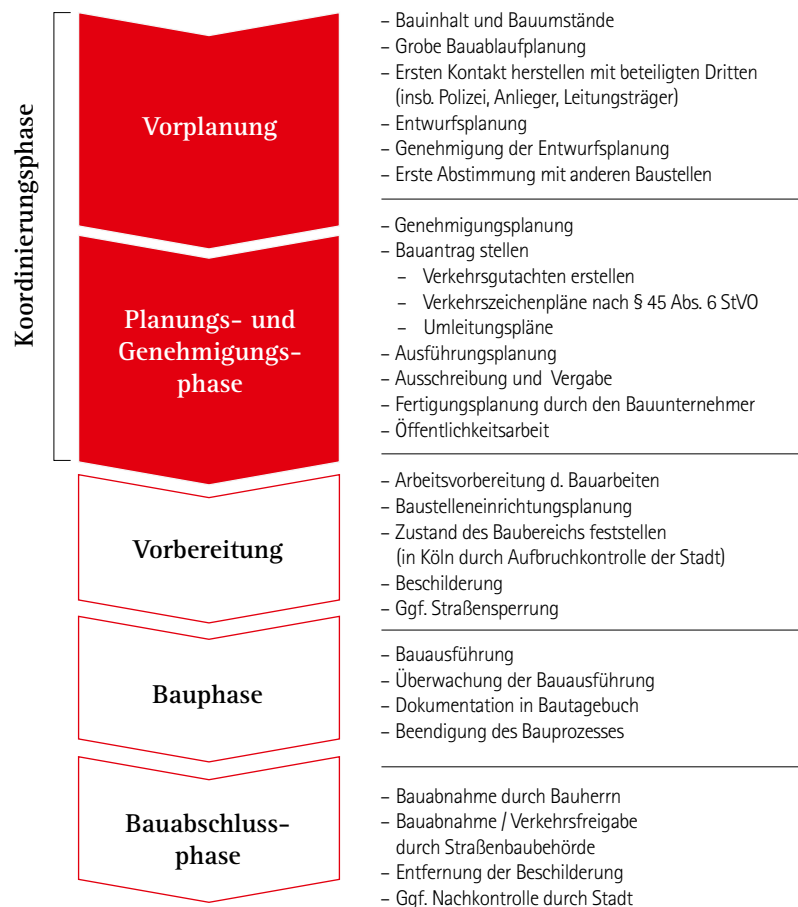 Koordinierungsphase
Vorplanung
– Bauinhalt und Bauumstände
– Grobe Bauablaufplanung
– Ersten Kontakt herstellen mit beteiligten Dritten
(insb. Polizei, Anlieger, Leitungsträger)
– Entwurfsplanung
– Genehmigung der Entwurfsplanung
– Erste Abstimmung mit anderen Baustellen
Planungs- und
Genehmigungs-
phase
– Genehmigungsplanung
– Bauantrag stellen
– Verkehrsgutachten erstellen
– Verkehrszeichenpläne nach § 45 Abs. 6 StVO
– Umleitungspläne
– Ausführungsplanung
– Ausschreibung und Vergabe
– Fertigungsplanung durch den Bauunternehmer
– Öffentlichkeitsarbeit
Vorbereitung
– Arbeitsvorbereitung d. Bauarbeiten
– Baustelleneinrichtungsplanung
– Zustand des Baubereichs feststellen
(in Köln durch Aufbruchkontrolle der Stadt)
– Beschilderung
– Ggf. Straßensperrung
Bauphase
– Bauausführung
– Überwachung der Bauausführung
– Dokumentation in Bautagebuch
– Beendigung des Bauprozesses
Bauabschluss-
phase
– Bauabnahme durch Bauherrn
– Bauabnahme / Verkehrsfreigabe
durch Straßenbaubehörde
– Entfernung der Beschilderung
– Ggf. Nachkontrolle durch Stadt